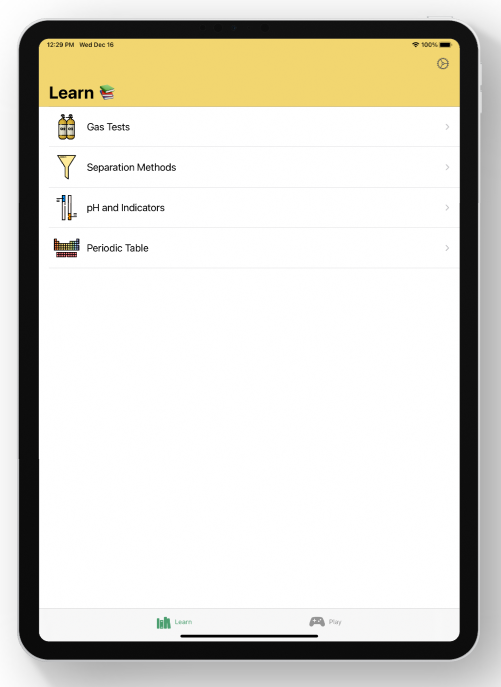 12:29 PM Wed Dec 16
100%
Learn
Gas Tests
Separation Methods
pH and Indicators
Periodic Table
Learn
Play